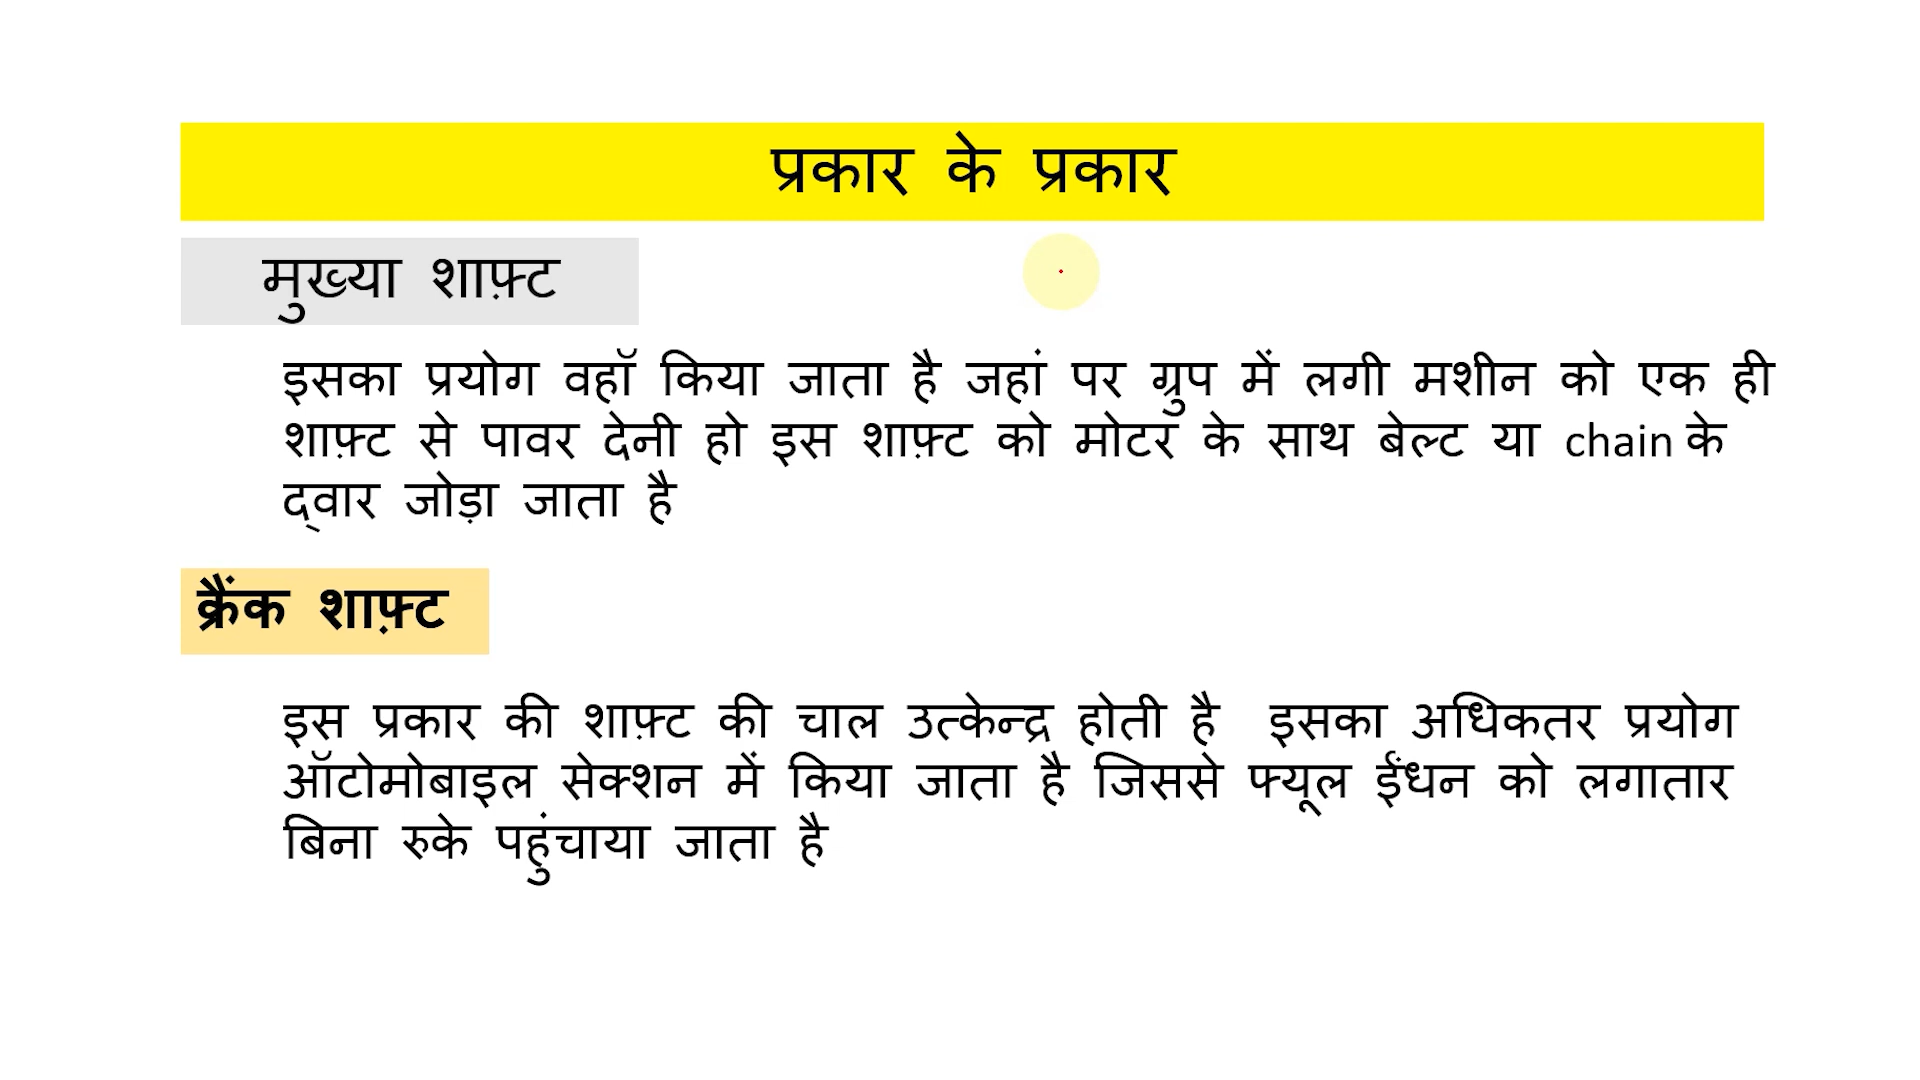 प्रकार के प्रकार
मुख्या शाफ़्ट
इसका प्रयोग वहॉ किया जाता है जहां पर ग्रुप में लगी मशीन को एक ही
शाफ़्ट से पावर देनी हो इस शाफ़्ट को मोटर के साथ बेल्ट या chain के
द्वार जोड़ा जाता है
क्रैंक शाफ़्ट
इस प्रकार की शाफ़्ट की चाल उत्केन्द्र होती है इसका अधिकतर प्रयोग
ऑटोमोबाइल सेक्शन में किया जाता है जिससे फ्यूल ईंधन को लगातार
बिना रुके पहुंचाया जाता है